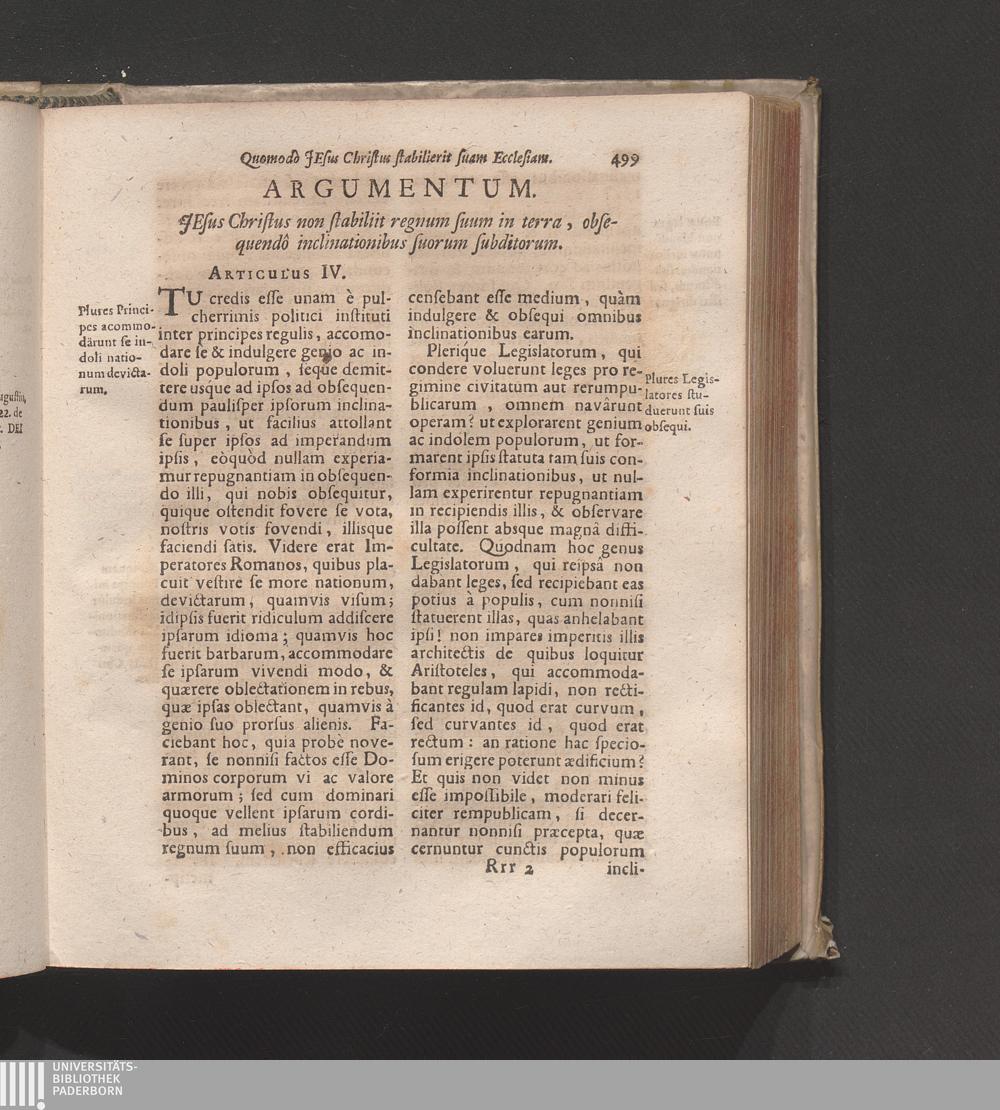 Quomodò JEsus Christus stabilierit suam Ecclesiam. 499
ARGUMENTUM.
JEsus Christus non stabiliit regnum suum in terra, obse-
quendô inclinationibus suorum subditorum.
ARTICULUS IV.
Plures Princi-
pes acommo-
dârunt se in-
doli natio-
num devicta-
rum.
TU credis esse unam è pul-
cherrimis politici instituti
inter principes regulis, accomo-
dare se & indulgere genio ac in-
doli populorum, seque demit-
tere usque ad ipsos ad obsequen-
dum paulisper ipsorum inclina-
tionibus, ut facilius attollant
se super ipsos ad imperandum
ipsis, eòquòd nullam experia-
mur repugnantiam in obsequen-
do illi, qui nobis obsequitur,
quique ostendit fovere se vota,
nostris votis fovendi, illisque
faciendi satis. Videre erat Im-
peratores Romanos, quibus pla-
cuit vestire se more nationum,
devictarum, quamvis visum;
idipsis fuerit ridiculum addiscere
ipsarum idioma; quamvis hoc
fuerit barbarum, accommodare
se ipsarum vivendi modo, &
quærere oblectationem in rebus,
quæ ipsas oblectant, quamvis à
genio suo prorsus alienis. Fa-
ciebant hoc, quia probè nove-
rant, se nonnisi factos esse Do-
minos corporum vi ac valore
armorum; sed cum dominari
quoque vellent ipsarum cordi-
bus, ad melius stabiliendum
regnum suum, non efficacius
censebant esse medium, quàm
indulgere & obsequi omnibus
inclinationibus earum.
Plerique Legislatorum, qui
condere voluerunt leges pro re-
gimine civitatum aut rerumpu-
blicarum, omnem navârunt
operam? ut explorarent genium
ac indolem populorum, ut for-
marent ipsis statuta tam suis con-
formia inclinationibus, ut nul-
lam experirentur repugnantiam
in recipiendis illis, & observare
illa possent absque magnâ diffi-
cultate. Quodnam hoc genus
Legislatorum, qui reipsâ non
dabant leges, sed recipiebant eas
potius à populis, cum nonnisi
statuerent illas, quas anhelabant
ipsi! non impares imperitis illis
architectis de quibus loquitur
Aristoteles, qui accommoda-
bant regulam lapidi, non recti-
ficantes id, quod erat curvum,
sed curvantes id, quod erat
rectum: an ratione hac specio-
sum erigere poterunt ædificium?
Et quis non videt non minus
esse impossibile, moderari feli-
citer rempublicam, si decer-
nantur nonnisi præcepta, quæ
cernuntur cunctis populorum
Plures Legis-
latores stu-
duerunt suis
obsequi.
Rrr 2 incli-
22. de
DEI
UNIVERSITÄTS-
BIBLIOTHEK
PADERBORN